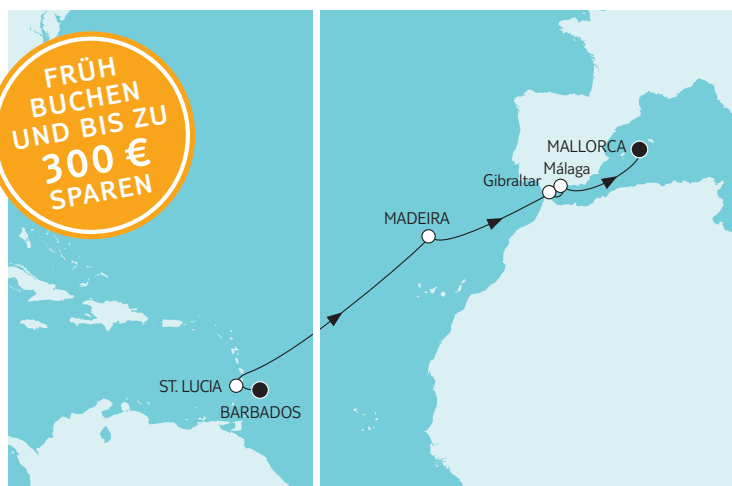 FRÜH
BUCHEN
UND BIS ZU
300 €
SPAREN
MALLORCA
Málaga
Gibraltar
MADEIRA
ST. LUCIA
BARBADOS